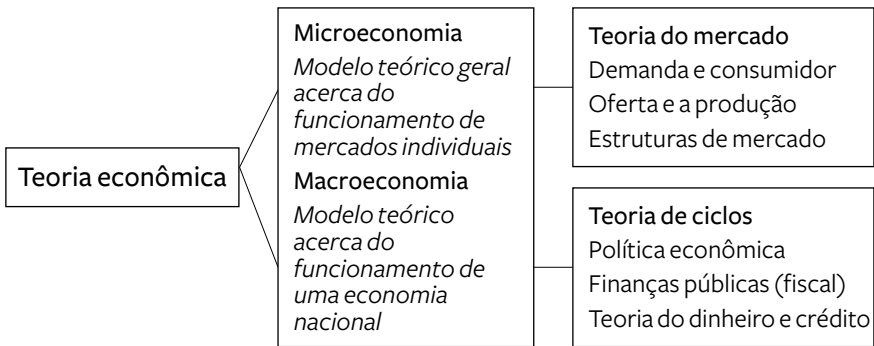 Teoria econômica
Microeconomia
Modelo teórico geral
acerca do
funcionamento de
mercados individuais
Macroeconomia
Modelo teórico
acerca do
funcionamento de
uma economia
nacional
Teoria do mercado
Demanda e consumidor
Oferta e a produção
Estruturas de mercado
Teoria de ciclos
Política econômica
Finanças públicas (fiscal)
Teoria do dinheiro e crédito